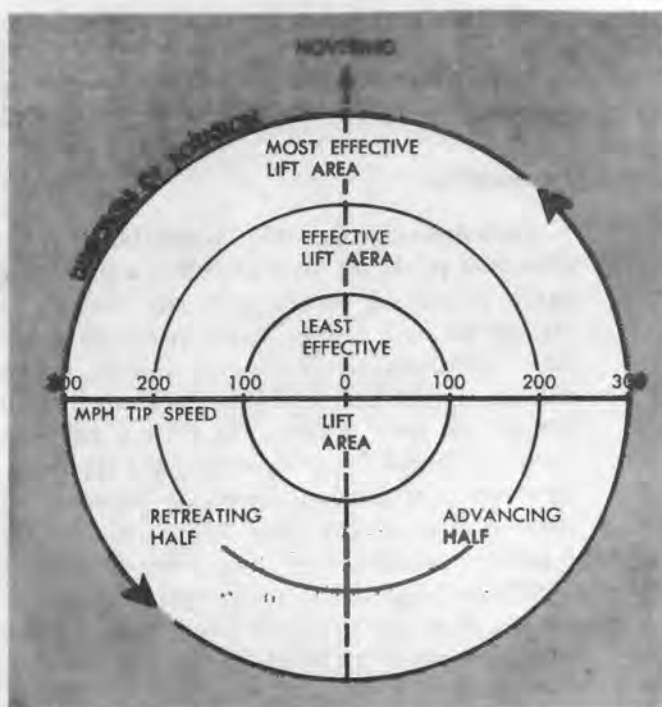 HOVERING
DIRECTION OF ROTATION
MOST EFFECTIVE
LIFT AREA
EFFECTIVE
LIFT AERA
LEAST
EFFECTIVE
300 200 100 0 100 200 300
MPH TIP SPEED
LIFT
AREA
RETREATING
HALF
ADVANCING
HALF